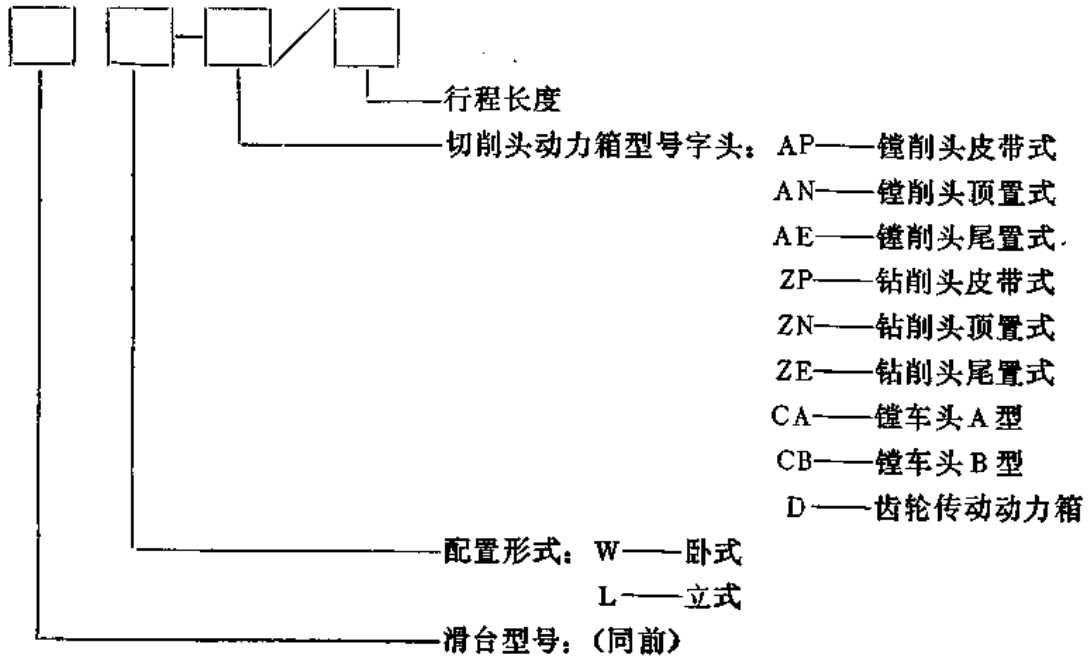 行程长度
切削头动力箱型号字头：AP——镗削头皮带式
AN——镗削头顶置式
AE——镗削头尾置式
ZP——钻削头皮带式
ZN——钻削头顶置式
ZE——钻削头尾置式
CA——镗车头A型
CB——镗车头B型
D——齿轮传动动力箱
配置形式：W——卧式
L——立式
滑台型号：(同前)